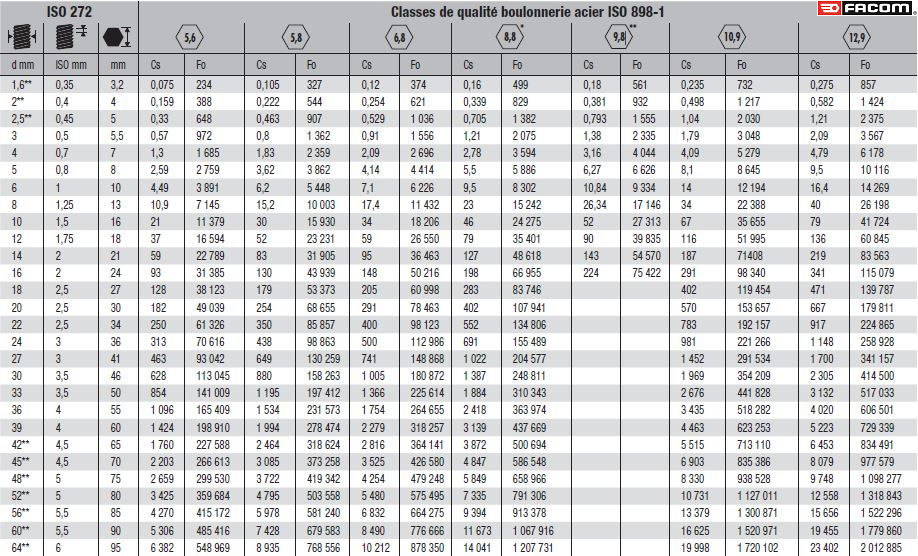 ISO 272 Classes de qualité boulonnerie acier ISO 898-1 FACOM®
5,6 5,8 6,8 8,8* 9,8** 10,9 12,9
d mm ISO mm mm Cs Fo Cs Fo Cs Fo Cs Fo Cs Fo Cs Fo Cs Fo
1,6** 0,35 3,2 0,075 234 0,105 327 0,12 374 0,16 499 0,18 561 0,235 732 0,275 857
2** 0,4 4 0,159 388 0,222 544 0,254 621 0,339 829 0,381 932 0,498 1 217 0,582 1 424
2,5** 0,45 5 0,33 648 0,463 907 0,529 1 036 0,705 1 382 0,793 1 555 1,04 2 030 1,21 2 375
3 0,5 5,5 0,57 972 0,8 1 362 0,91 1 556 1,21 2 075 1,38 2 335 1,79 3 048 2,09 3 567
4 0,7 7 1,3 1 685 1,83 2 359 2,09 2 696 2,78 3 594 3,16 4 044 4,09 5 279 4,79 6 178
5 0,8 8 2,59 2 759 3,62 3 862 4,14 4 414 5,5 5 886 6,27 6 626 8,1 8 645 9,5 10 116
6 1 10 4,49 3 891 6,2 5 448 7,1 6 226 9,5 8 302 10,84 9 334 14 12 194 16,4 14 269
8 1,25 13 10,9 7 145 15,2 10 003 17,4 11 432 23 15 242 26,34 17 146 34 22 388 40 26 198
10 1,5 16 21 11 379 30 15 930 34 18 206 46 24 275 52 27 313 67 35 655 79 41 724
12 1,75 18 37 16 594 52 23 231 59 26 550 79 35 401 90 39 835 116 51 995 136 60 845
14 2 21 59 22 789 83 31 905 95 36 463 127 48 618 143 54 570 187 71408 219 83 563
16 2 24 93 31 385 130 43 939 148 50 216 198 66 955 224 75 422 291 98 340 341 115 079
18 2,5 27 128 38 123 179 53 373 205 60 998 283 83 746 402 119 454 471 139 787
20 2,5 30 182 49 039 254 68 655 291 78 463 402 107 941 570 153 657 667 179 811
22 2,5 34 250 61 326 350 85 857 400 98 123 552 134 806 783 192 157 917 224 865
24 3 36 313 70 616 438 98 863 500 112 986 691 155 489 981 221 266 1 148 258 928
27 3 41 463 93 042 649 130 259 741 148 868 1 022 204 577 1 452 291 534 1 700 341 157
30 3,5 46 628 113 045 880 158 263 1 005 180 872 1 387 248 811 1 969 354 209 2 305 414 500
33 3,5 50 854 141 009 1 195 197 412 1 366 225 614 1 884 310 343 2 676 441 828 3 132 517 033
36 4 55 1 096 165 409 1 534 231 573 1 754 264 655 2 418 363 974 3 435 518 282 4 020 606 501
39 4 60 1 424 198 910 1 994 278 474 2 279 318 257 3 139 437 669 4 463 623 253 5 223 729 339
42** 4,5 65 1 760 227 588 2 464 318 624 2 816 364 141 3 872 500 694 5 515 713 110 6 453 834 491
45** 4,5 70 2 203 266 613 3 085 373 258 3 525 426 580 4 847 586 548 6 903 835 386 8 079 977 579
48** 5 75 2 659 299 530 3 722 419 342 4 254 479 248 5 849 658 966 8 330 938 528 9 748 1 098 277
52** 5 80 3 425 359 684 4 795 503 558 5 480 575 495 7 335 791 306 10 731 1 127 011 12 558 1 318 843
56** 5,5 85 4 270 415 172 5 978 581 240 6 832 664 275 9 394 913 378 13 379 1 300 871 15 656 1 522 296
60** 5,5 90 5 306 485 416 7 428 679 583 8 490 776 666 11 673 1 067 916 16 625 1 520 971 19 455 1 779 860
64** 6 95 6 382 548 969 8 935 768 556 10 212 878 350 14 041 1 207 731 19 998 1 720 102 23 402 2 012 885